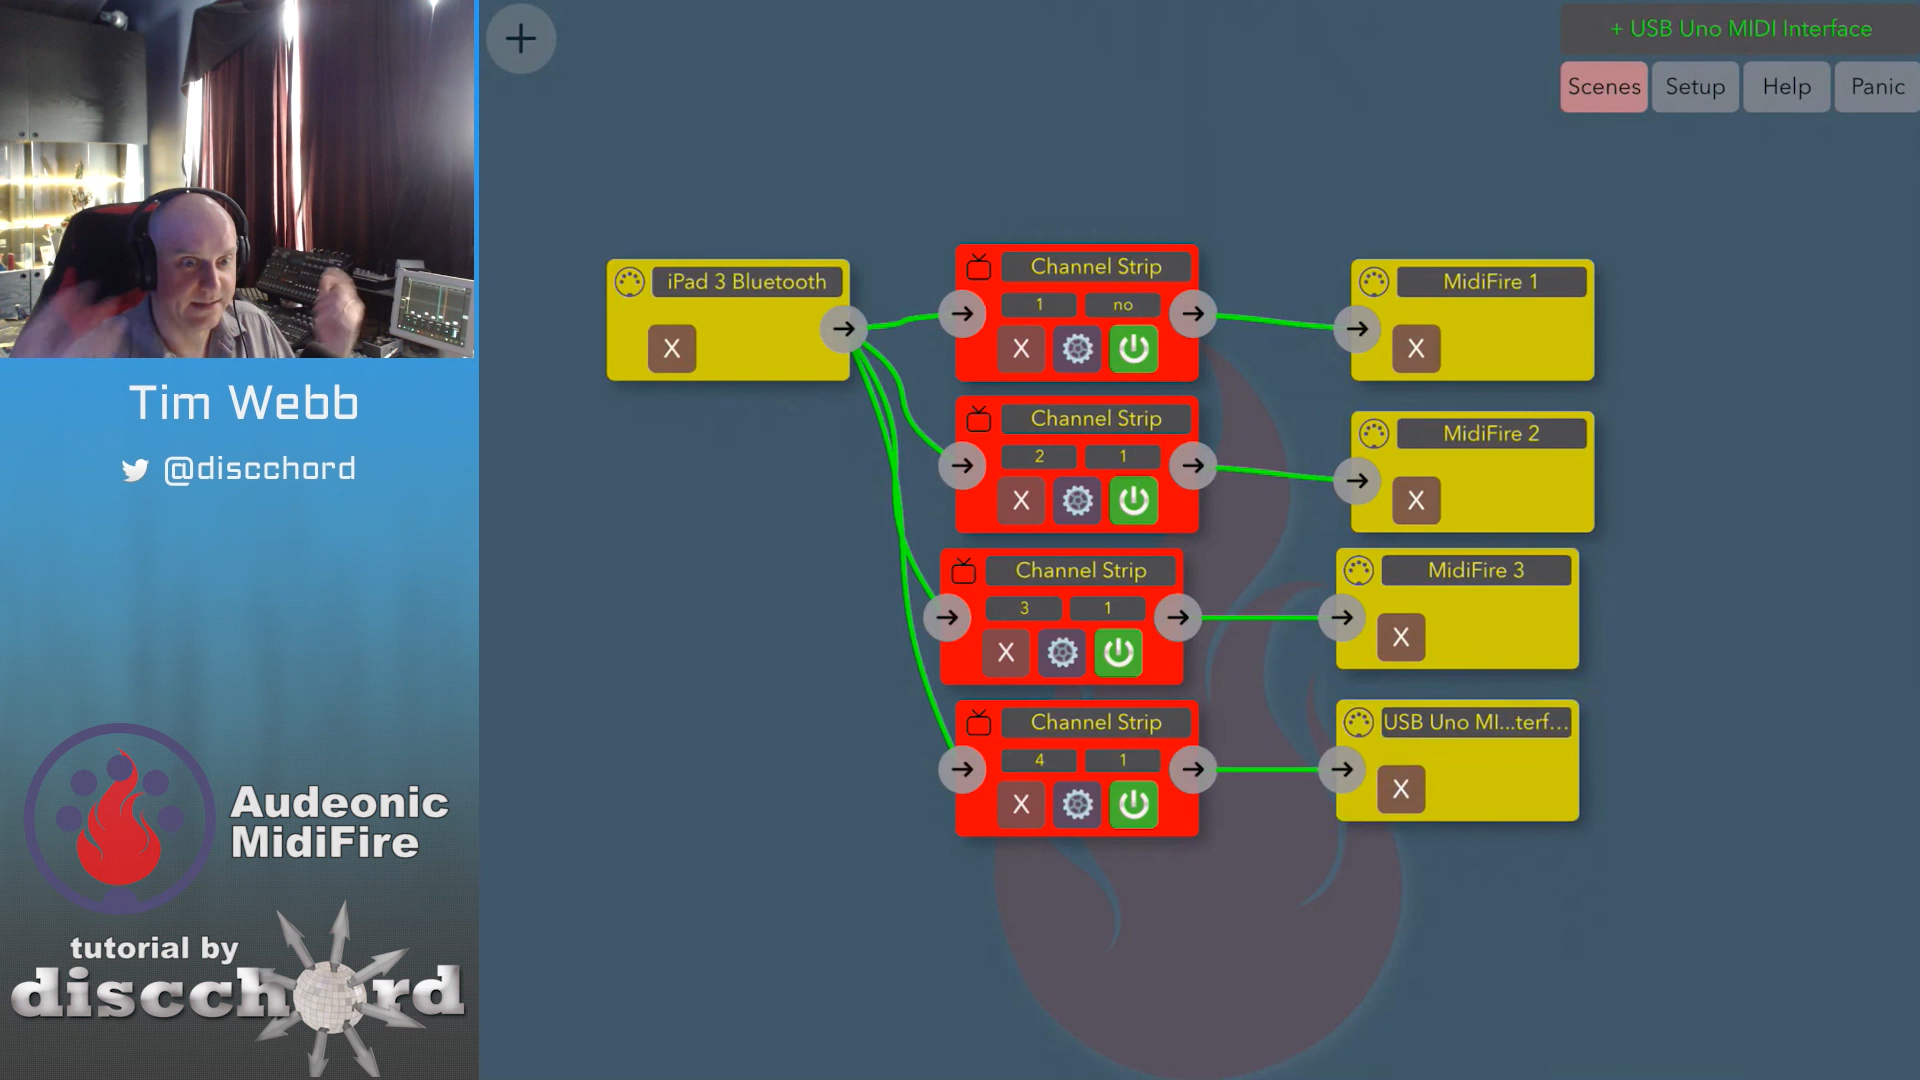 + USB Uno MIDI Interface
Scenes Setup Help Panic
iPad 3 Bluetooth
X
Channel Strip
1 no
X
MidiFire 1
X
Channel Strip
2 1
X
MidiFire 2
X
Channel Strip
3 1
X
MidiFire 3
X
Channel Strip
4 1
X
USB Uno MI...terf...
X
Tim Webb
@discchord
Audeonic
MidiFire
tutorial by
discchord